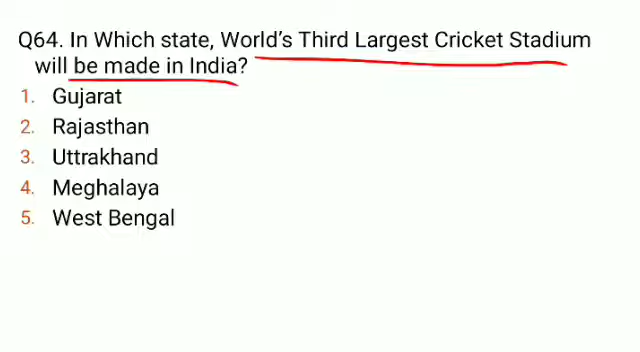 Q64. In Which state, World's Third Largest Cricket Stadium
will be made in India?
1. Gujarat
2. Rajasthan
3. Uttrakhand
4. Meghalaya
5. West Bengal